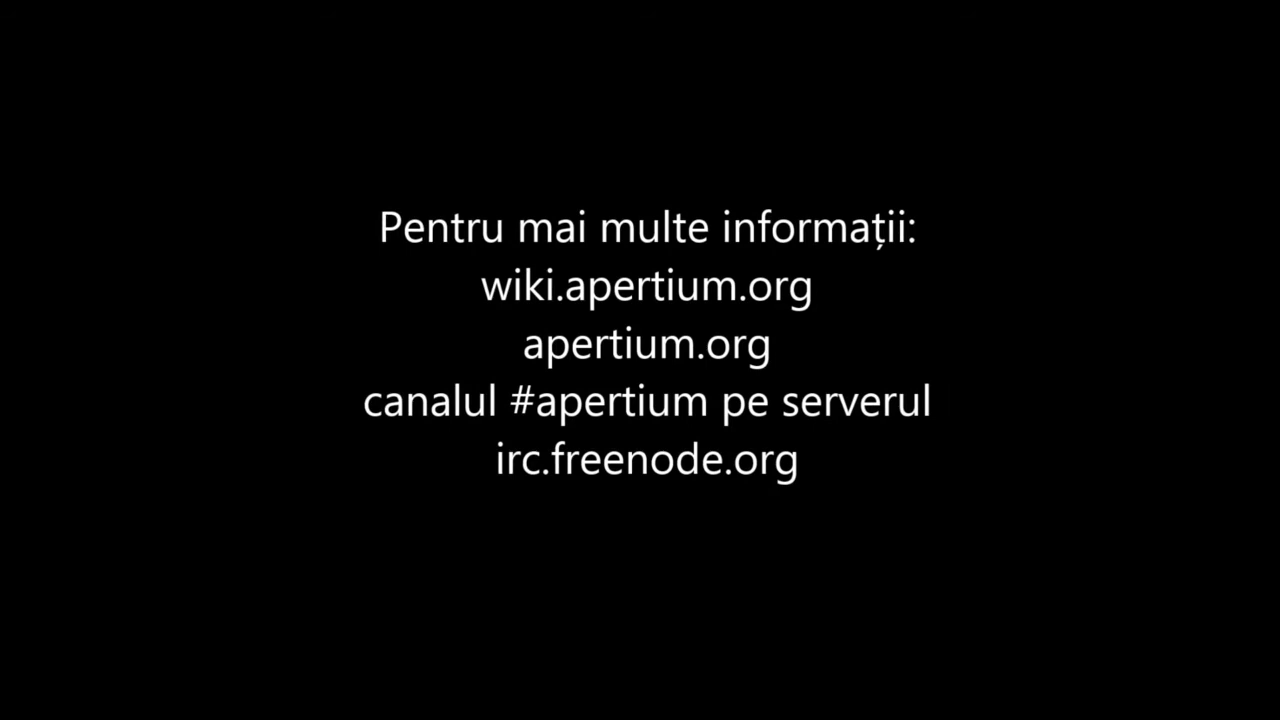 Pentru mai multe informații:
wiki.apertium.org
apertium.org
canalul #apertium pe serverul
irc.freenode.org